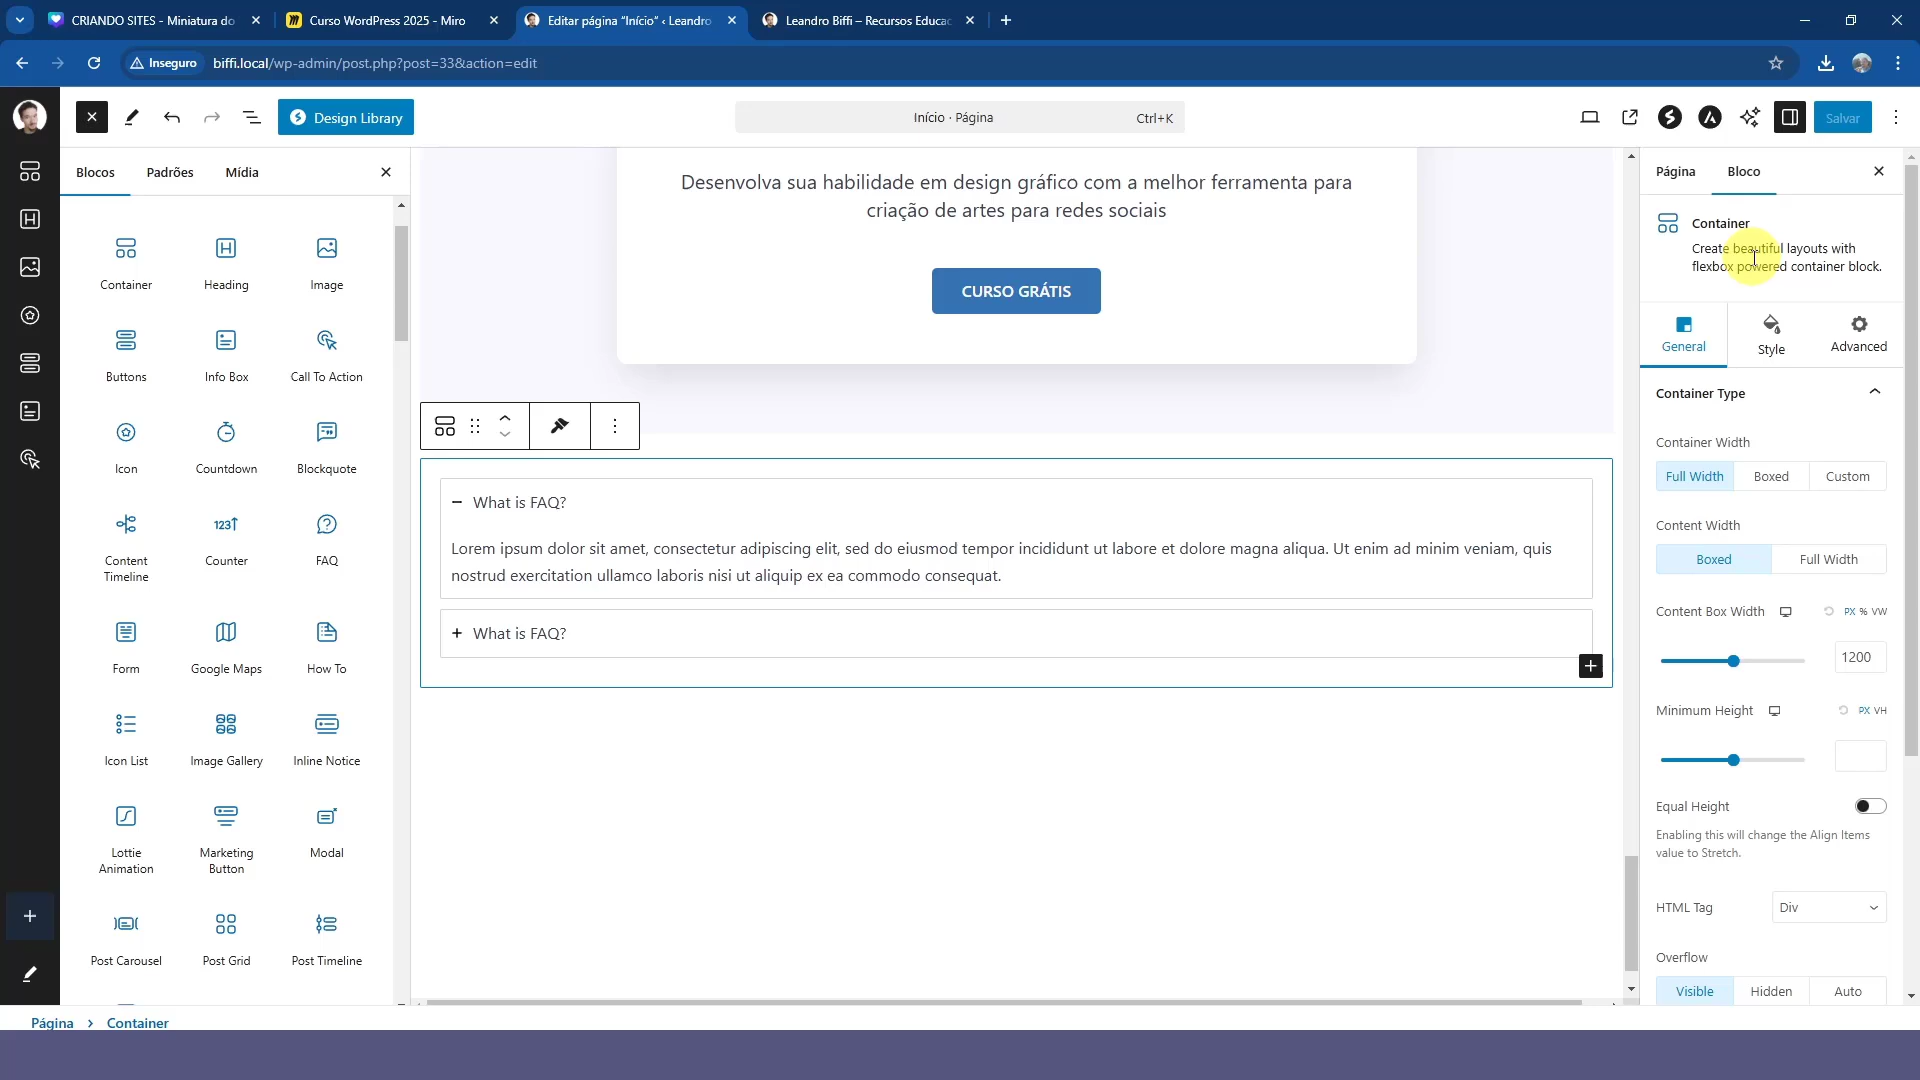 CRIANDO SITES - Miniatura do
Curso WordPress 2025 - Miro
Editar página “Início” ‹ Leandro
Leandro Biffi – Recursos Educac
Inseguro
biffi.local/wp-admin/post.php?post=33&action=edit
Design Library
Início · Página
Ctrl+K
Salvar
Blocos
Padrões
Mídia
Container
Heading
Image
Buttons
Info Box
Call To Action
Icon
Countdown
Blockquote
Content
Timeline
123↑
Counter
FAQ
Form
Google Maps
How To
Icon List
Image Gallery
Inline Notice
Lottie
Animation
Marketing
Button
Modal
Post Carousel
Post Grid
Post Timeline
Desenvolva sua habilidade em design gráfico com a melhor ferramenta para
criação de artes para redes sociais
CURSO GRÁTIS
What is FAQ?
Lorem ipsum dolor sit amet, consectetur adipiscing elit, sed do eiusmod tempor incididunt ut labore et dolore magna aliqua. Ut enim ad minim veniam, quis
nostrud exercitation ullamco laboris nisi ut aliquip ex ea commodo consequat.
What is FAQ?
Página
Bloco
Container
Create beautiful layouts with
flexbox powered container block.
General
Style
Advanced
Container Type
Container Width
Full Width
Boxed
Custom
Content Width
Boxed
Full Width
Content Box Width
PX % VW
1200
Minimum Height
PX VH
Equal Height
Enabling this will change the Align Items
value to Stretch.
HTML Tag
Div
Overflow
Visible
Hidden
Auto
Página › Container